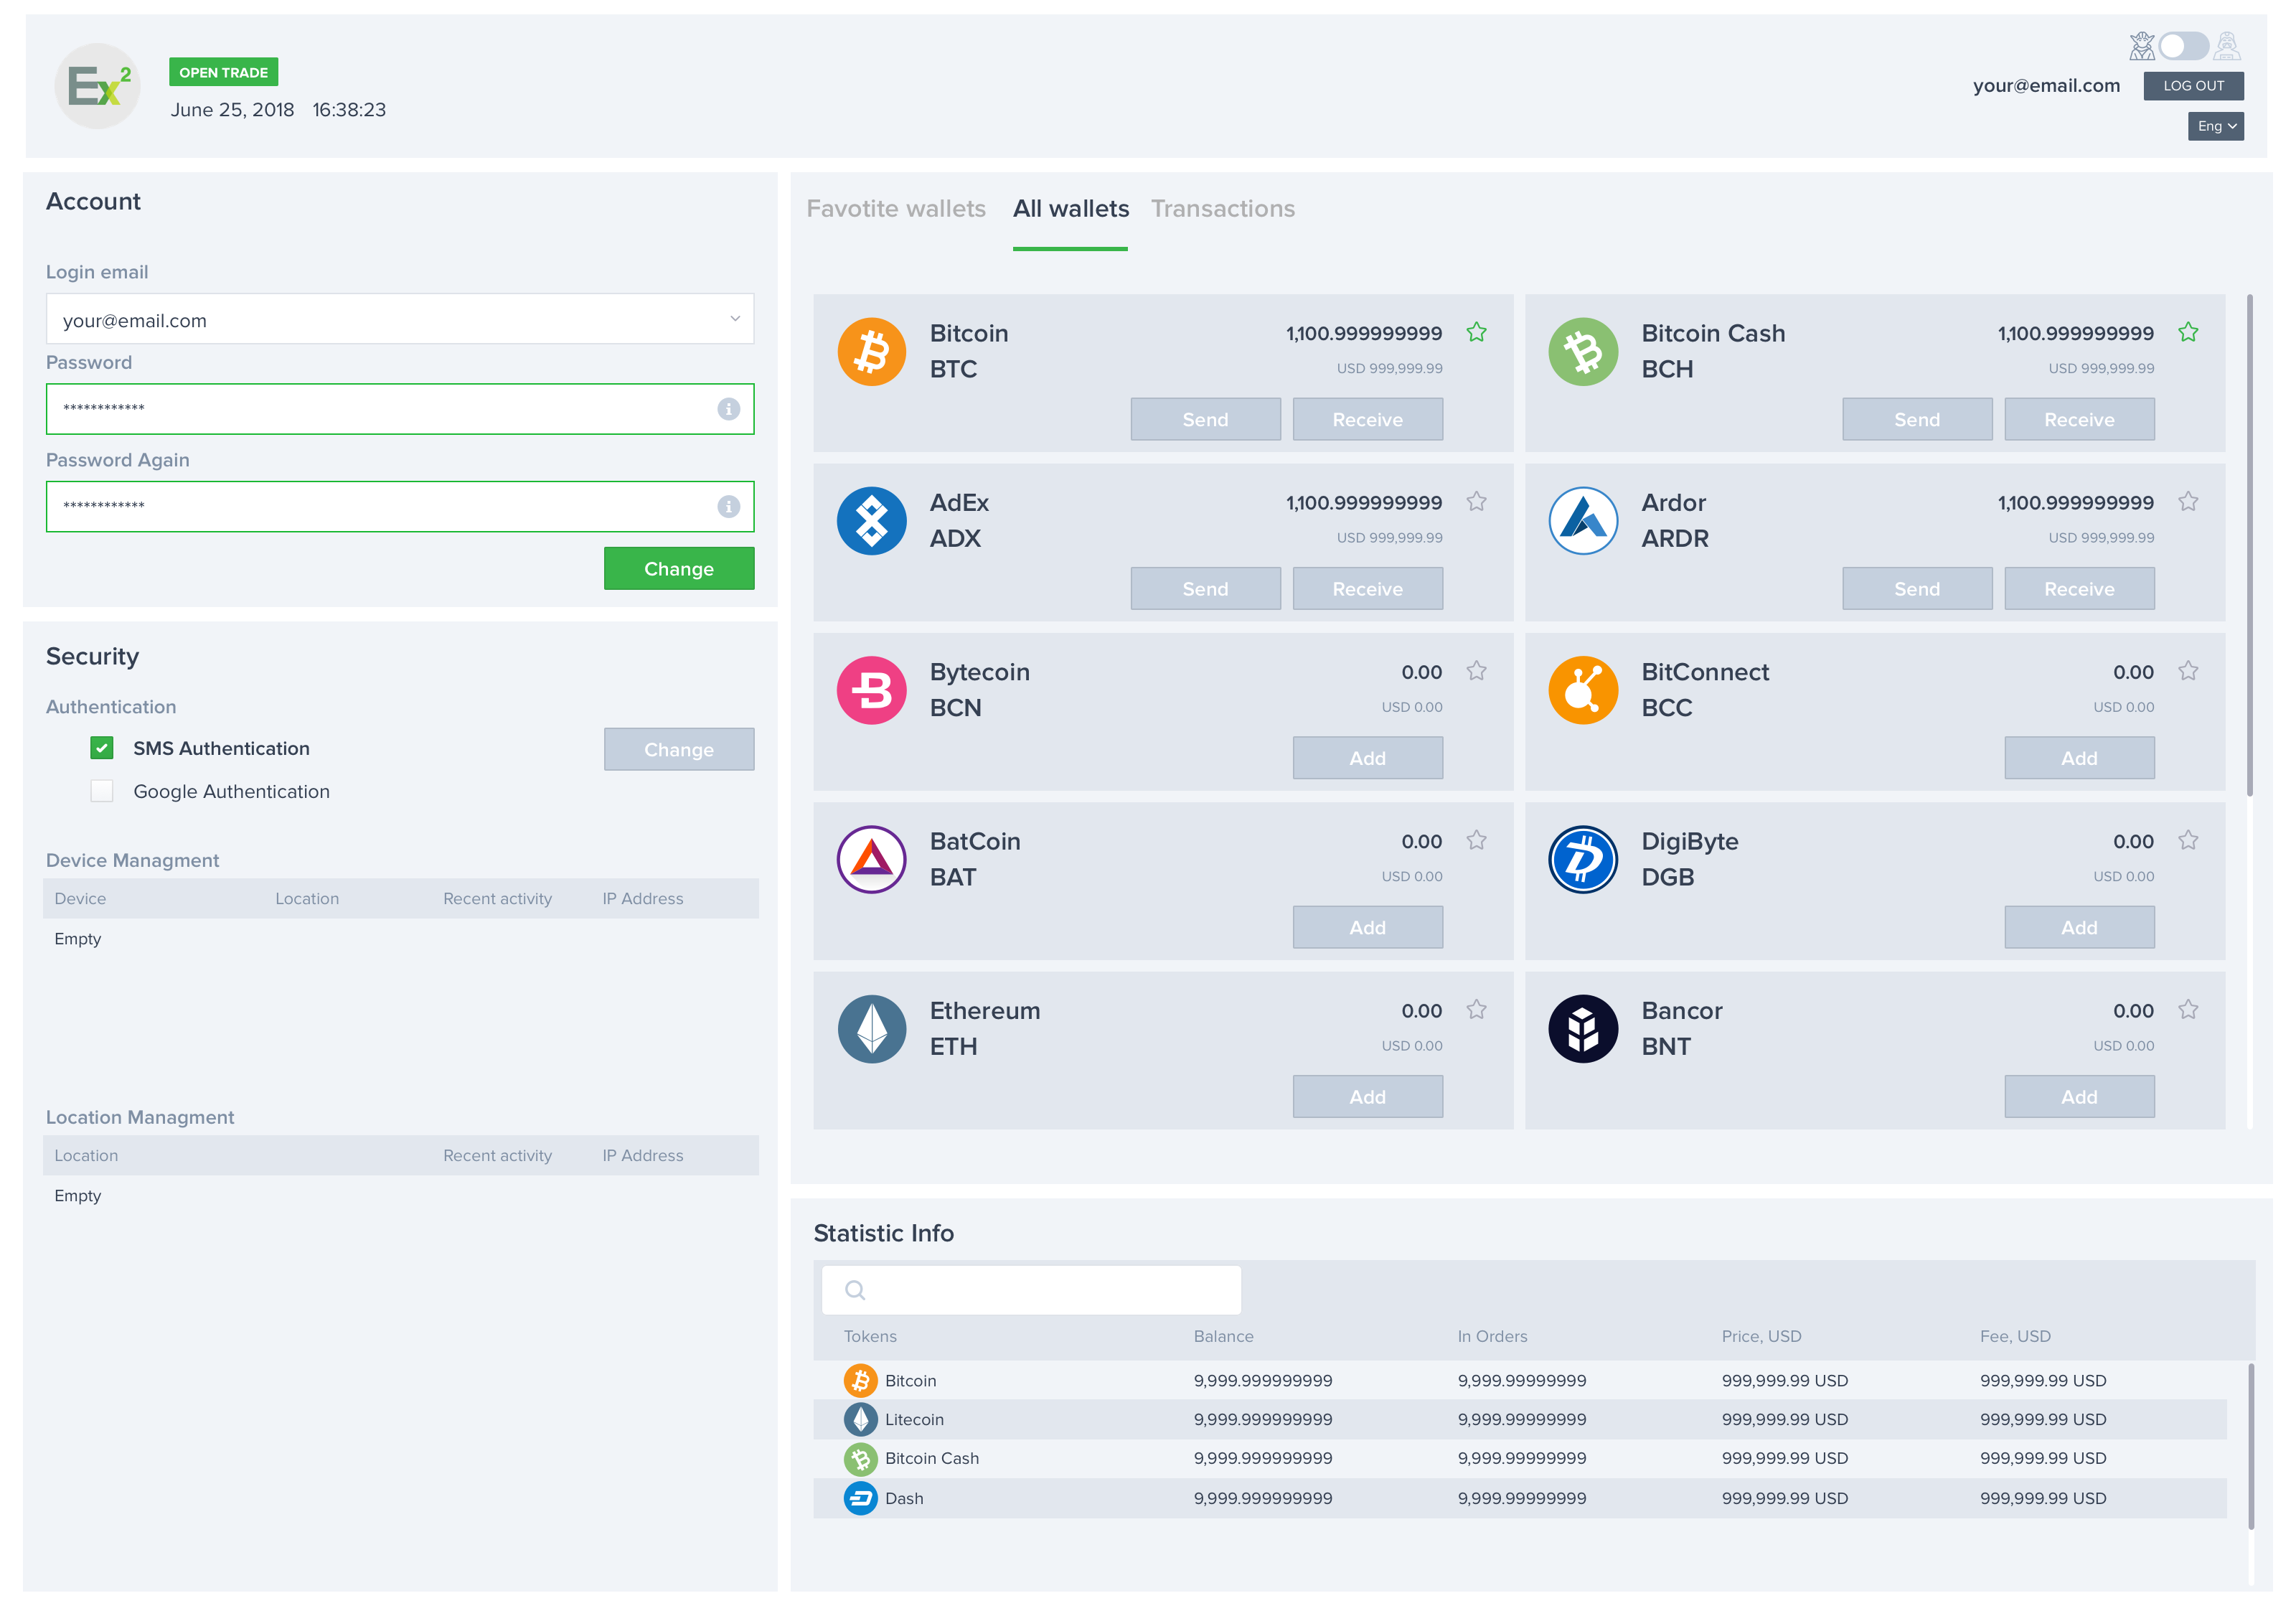 Ex²
OPEN TRADE
June 25, 2018 16:38:23
your@email.com
LOG OUT
Eng
Account
Login email
your@email.com
Password
************
Password Again
************
Change
Security
Authentication
SMS Authentication
Change
Google Authentication
Device Managment
Device Location Recent activity IP Address
Empty
Location Managment
Location Recent activity IP Address
Empty
Favotite wallets All wallets Transactions
Bitcoin 1,100.999999999
BTC USD 999,999.99
Send Receive
Bitcoin Cash 1,100.999999999
BCH USD 999,999.99
Send Receive
AdEx 1,100.999999999
ADX USD 999,999.99
Send Receive
Ardor 1,100.999999999
ARDR USD 999,999.99
Send Receive
Bytecoin 0.00
BCN USD 0.00
Add
BitConnect 0.00
BCC USD 0.00
Add
BatCoin 0.00
BAT USD 0.00
Add
DigiByte 0.00
DGB USD 0.00
Add
Ethereum 0.00
ETH USD 0.00
Add
Bancor 0.00
BNT USD 0.00
Add
Statistic Info
Tokens Balance In Orders Price, USD Fee, USD
Bitcoin 9,999.999999999 9,999.99999999 999,999.99 USD 999,999.99 USD
Litecoin 9,999.999999999 9,999.99999999 999,999.99 USD 999,999.99 USD
Bitcoin Cash 9,999.999999999 9,999.99999999 999,999.99 USD 999,999.99 USD
Dash 9,999.999999999 9,999.99999999 999,999.99 USD 999,999.99 USD